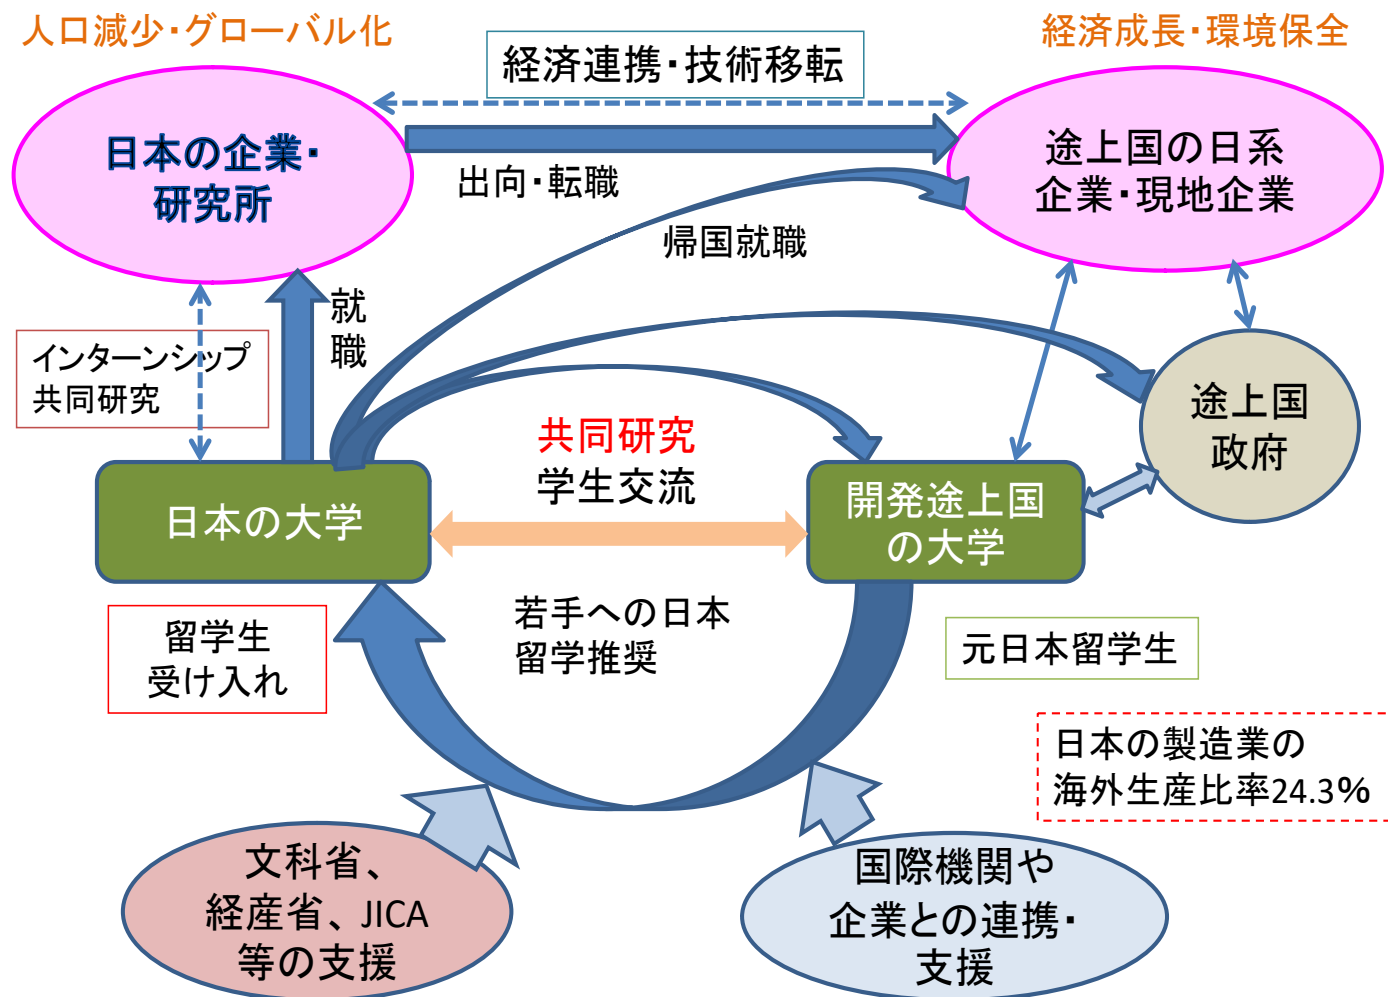 人口減少・グローバル化
経済成長・環境保全
経済連携・技術移転
日本の企業・
研究所
途上国の日系
企業・現地企業
出向・転職
帰国就職
就
職
インターンシップ
共同研究
途上国
政府
共同研究
学生交流
日本の大学
開発途上国
の大学
若手への日本
留学推奨
留学生
受け入れ
元日本留学生
日本の製造業の
海外生産比率24.3%
文科省、
経産省、JICA
等の支援
国際機関や
企業との連携・
支援